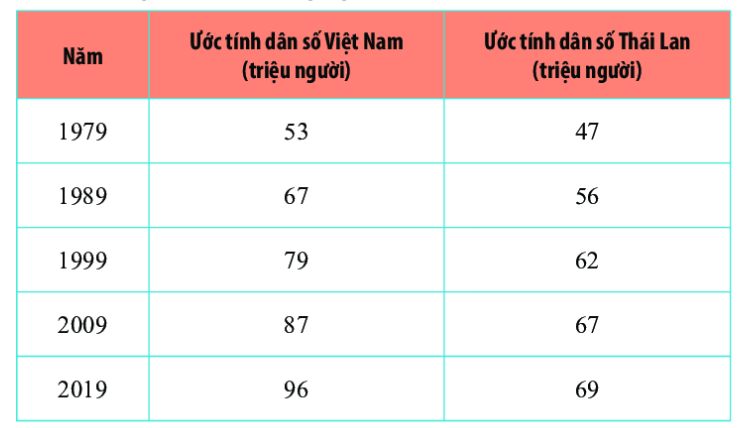 Năm
Ước tính dân số Việt Nam
(triệu người)
Ước tính dân số Thái Lan
(triệu người)
1979 53 47
1989 67 56
1999 79 62
2009 87 67
2019 96 69